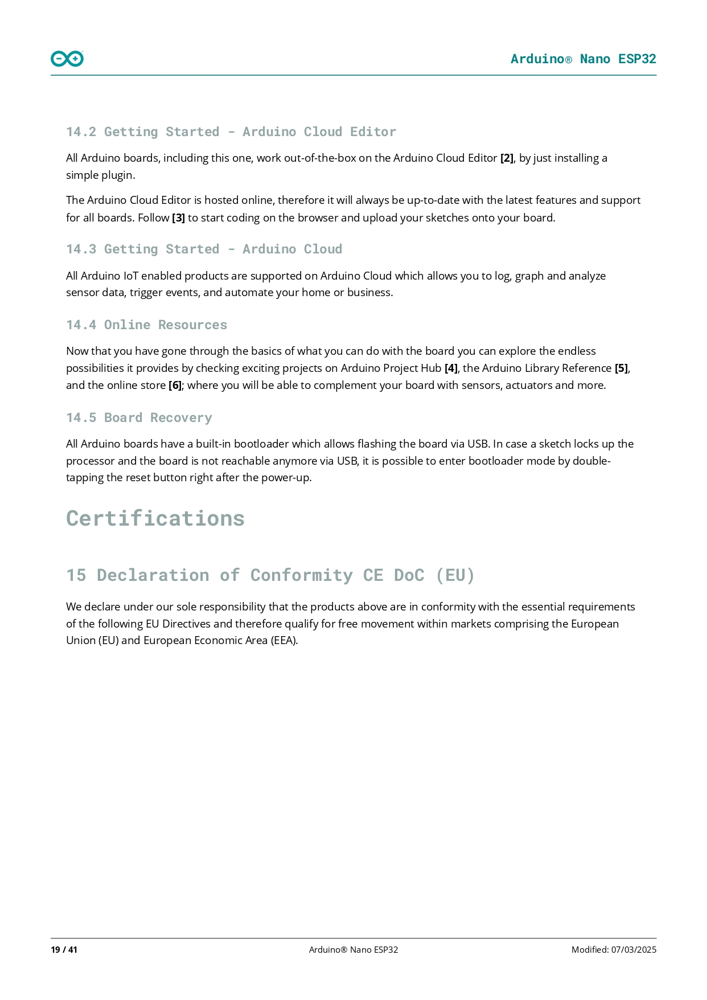 Arduino® Nano ESP32
14.2 Getting Started - Arduino Cloud Editor
All Arduino boards, including this one, work out-of-the-box on the Arduino Cloud Editor [2], by just installing a
simple plugin.
The Arduino Cloud Editor is hosted online, therefore it will always be up-to-date with the latest features and support
for all boards. Follow [3] to start coding on the browser and upload your sketches onto your board.
14.3 Getting Started - Arduino Cloud
All Arduino IoT enabled products are supported on Arduino Cloud which allows you to log, graph and analyze
sensor data, trigger events, and automate your home or business.
14.4 Online Resources
Now that you have gone through the basics of what you can do with the board you can explore the endless
possibilities it provides by checking exciting projects on Arduino Project Hub [4], the Arduino Library Reference [5],
and the online store [6]; where you will be able to complement your board with sensors, actuators and more.
14.5 Board Recovery
All Arduino boards have a built-in bootloader which allows flashing the board via USB. In case a sketch locks up the
processor and the board is not reachable anymore via USB, it is possible to enter bootloader mode by double-
tapping the reset button right after the power-up.
Certifications
15 Declaration of Conformity CE DoC (EU)
We declare under our sole responsibility that the products above are in conformity with the essential requirements
of the following EU Directives and therefore qualify for free movement within markets comprising the European
Union (EU) and European Economic Area (EEA).
19 / 41
Arduino® Nano ESP32
Modified: 07/03/2025